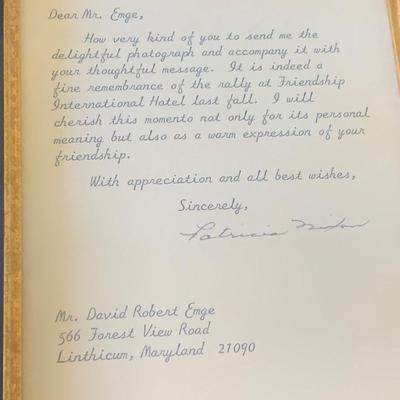 Dear Mr. Emge,
How very kind of you to send me the
delightful photograph and accompany it with
your thoughtful message. It is indeed a
fine remembrance of the rally at Friendship
International Hotel last fall. I will
cherish this momento not only for its personal
meaning but also as a warm expression of your
friendship.
With appreciation and all best wishes,
Sincerely,
Patricia Nixon
Mr. David Robert Emge
566 Forest View Road
Linthicum, Maryland 21090